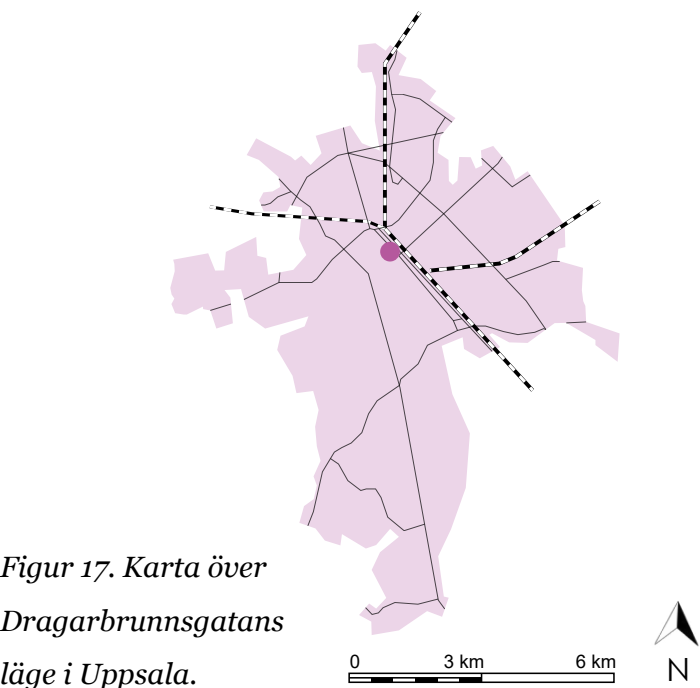 Figur 17. Karta över
Dragarbrunnsgatans
läge i Uppsala.
0 3 km 6 km
N